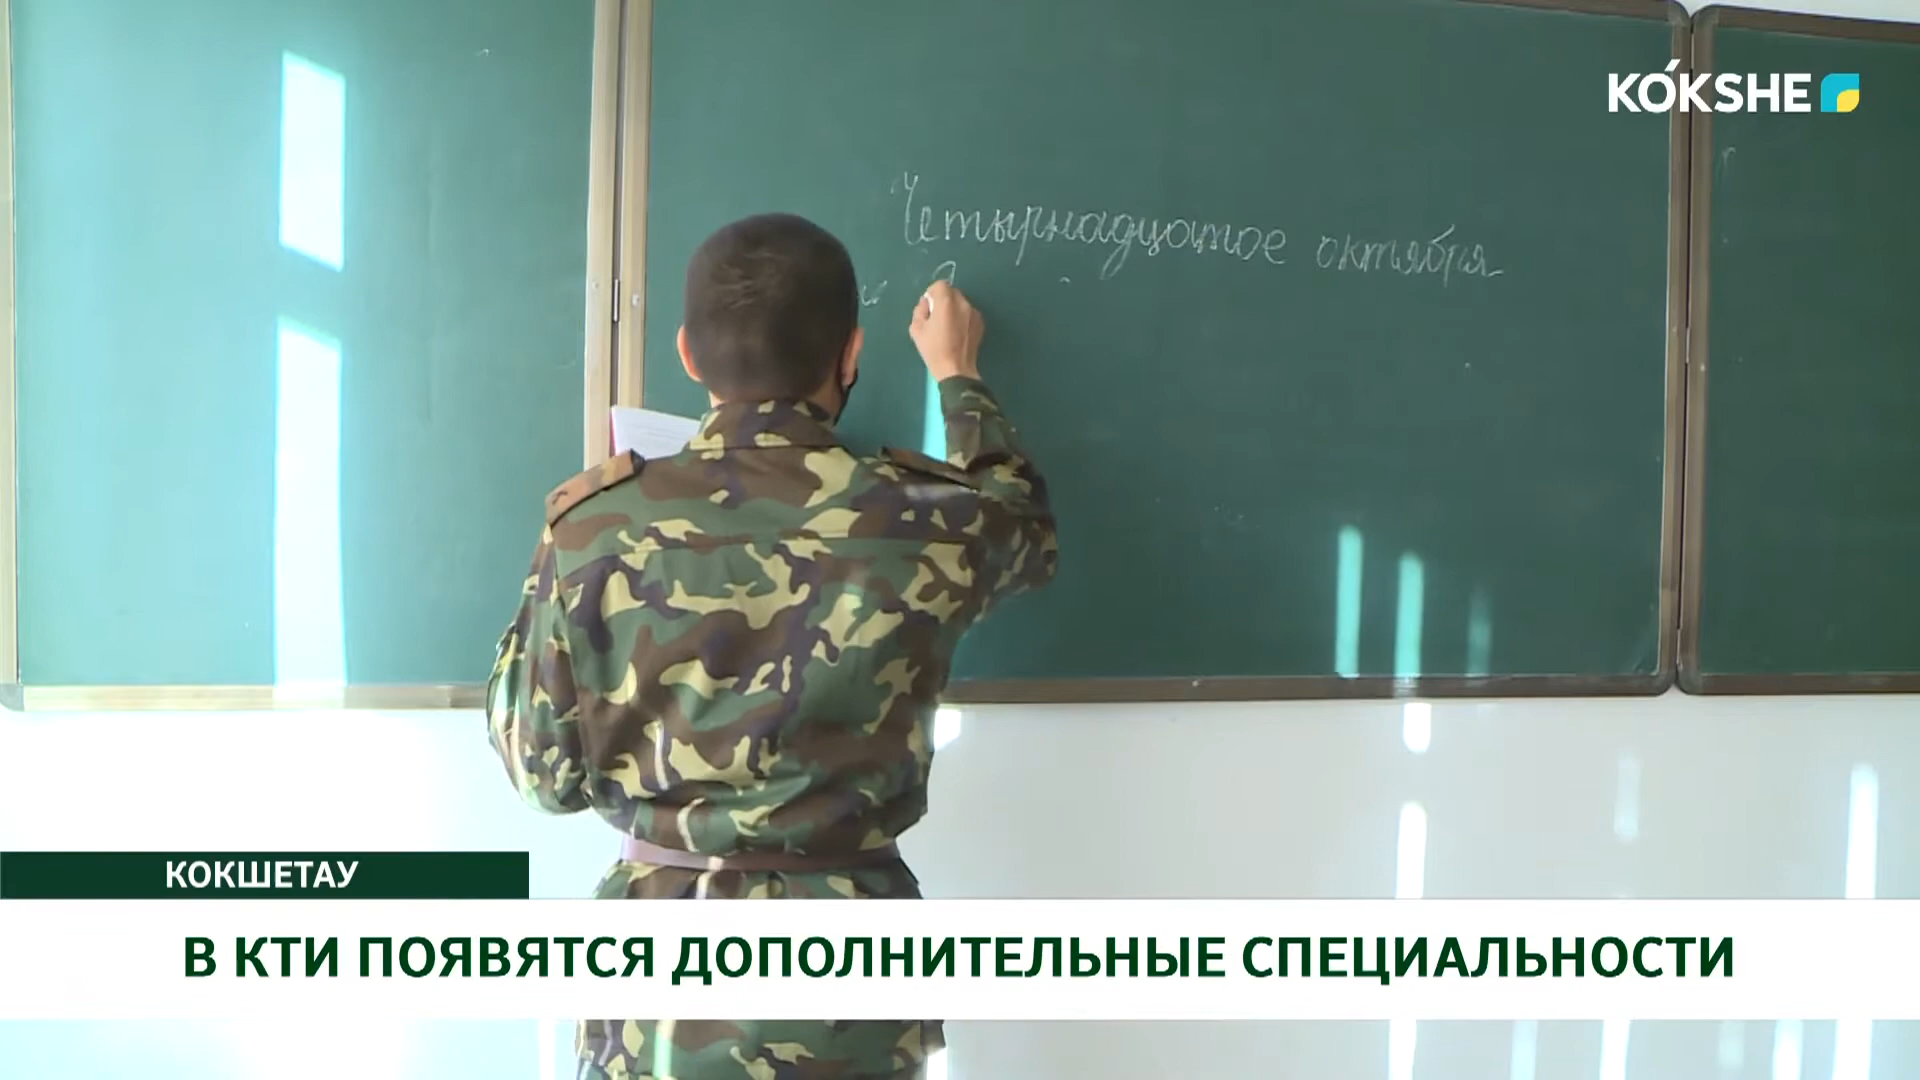 KÓKSHE
Четырнадцатое октября
КОКШЕТАУ
В КТИ ПОЯВЯТСЯ ДОПОЛНИТЕЛЬНЫЕ СПЕЦИАЛЬНОСТИ